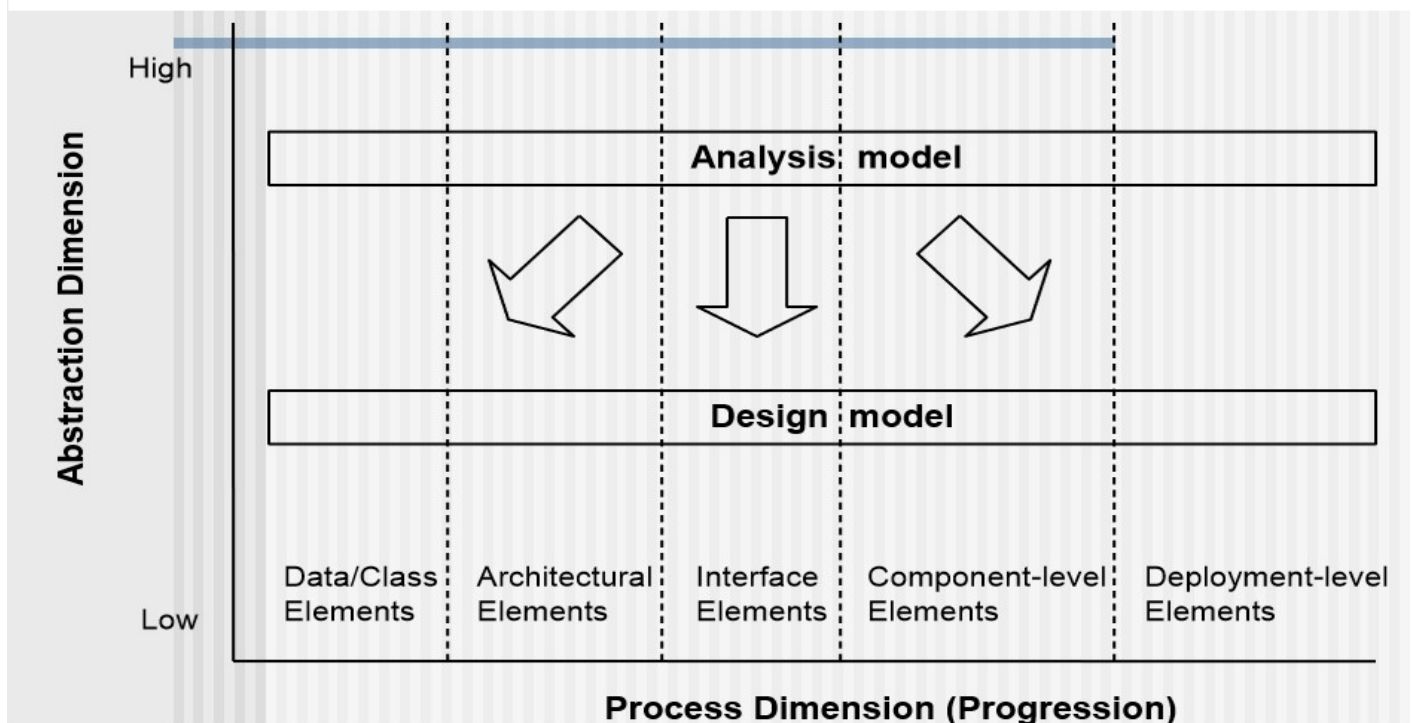 High
Abstraction Dimension
Analysis model
Design model
Data/Class
Elements
Architectural
Elements
Interface
Elements
Component-level
Elements
Deployment-level
Elements
Low
Process Dimension (Progression)